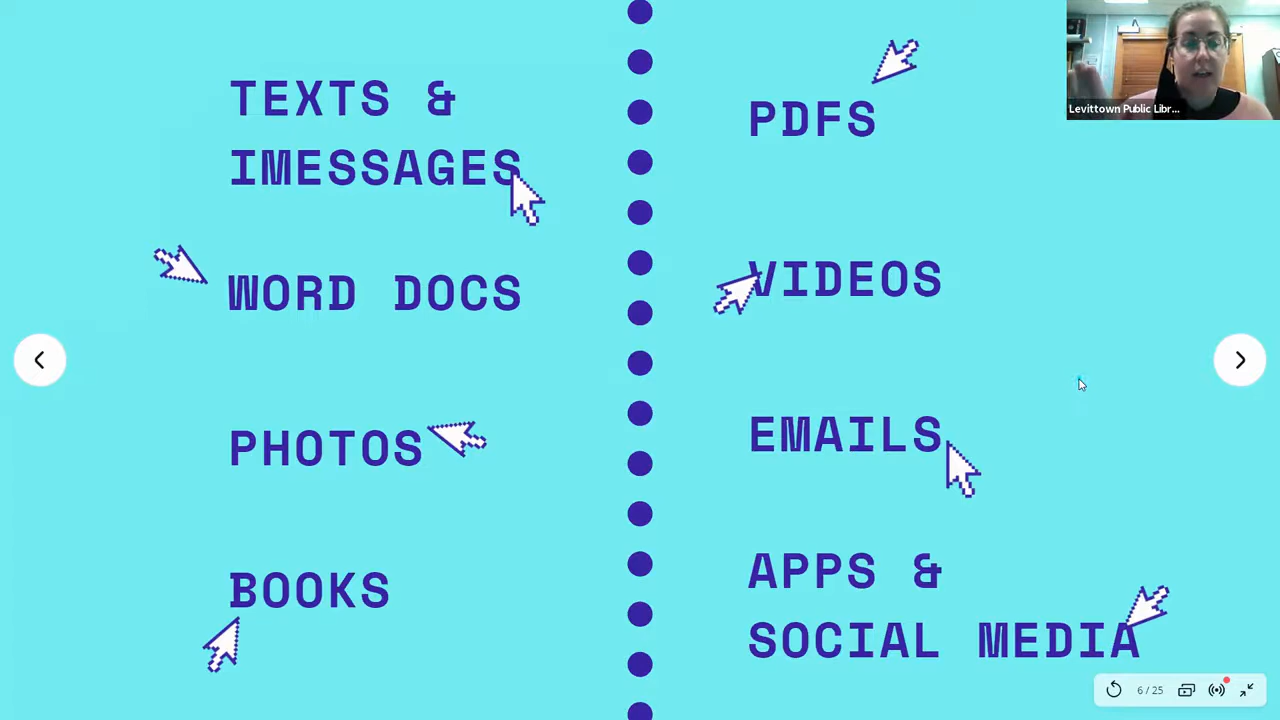 TEXTS &
IMESSAGES
WORD DOCS
PHOTOS
BOOKS
PDFS
VIDEOS
EMAILS
APPS &
SOCIAL MEDIA
Levittown Public Libr...
6 / 25